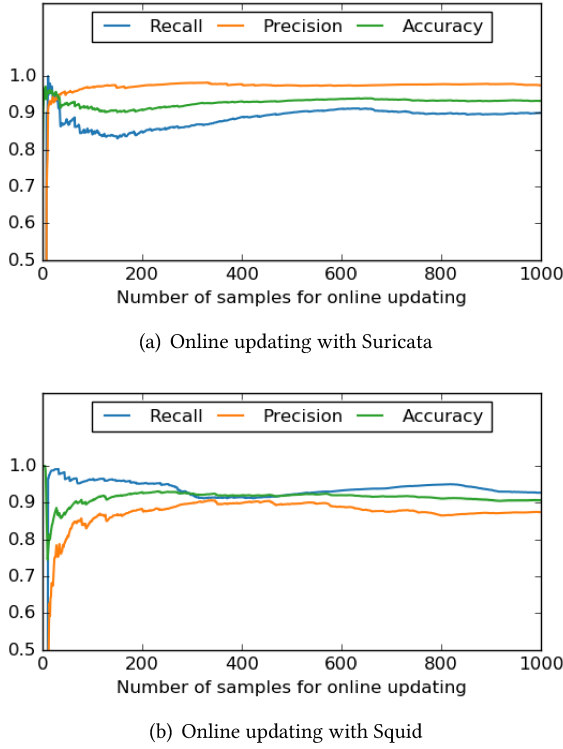 Recall Precision Accuracy
1.0
0.9
0.8
0.7
0.6
0.5
0 200 400 600 800 1000
Number of samples for online updating
(a) Online updating with Suricata
Recall Precision Accuracy
1.0
0.9
0.8
0.7
0.6
0.5
0 200 400 600 800 1000
Number of samples for online updating
(b) Online updating with Squid